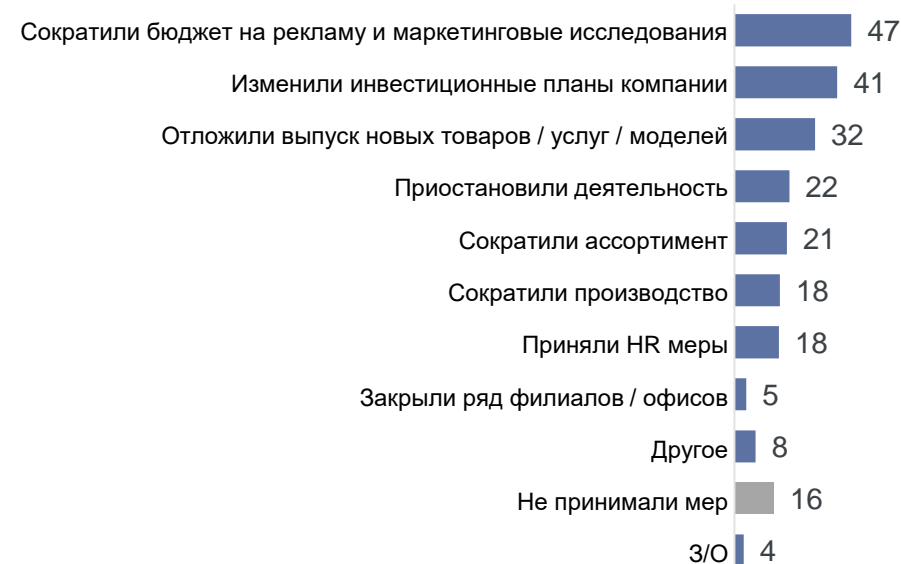 Сократили бюджет на рекламу и маркетинговые исследования 47
Изменили инвестиционные планы компании 41
Отложили выпуск новых товаров / услуг / моделей 32
Приостановили деятельность 22
Сократили ассортимент 21
Сократили производство 18
Приняли HR меры 18
Закрыли ряд филиалов / офисов 5
Другое 8
Не принимали мер 16
З/О 4